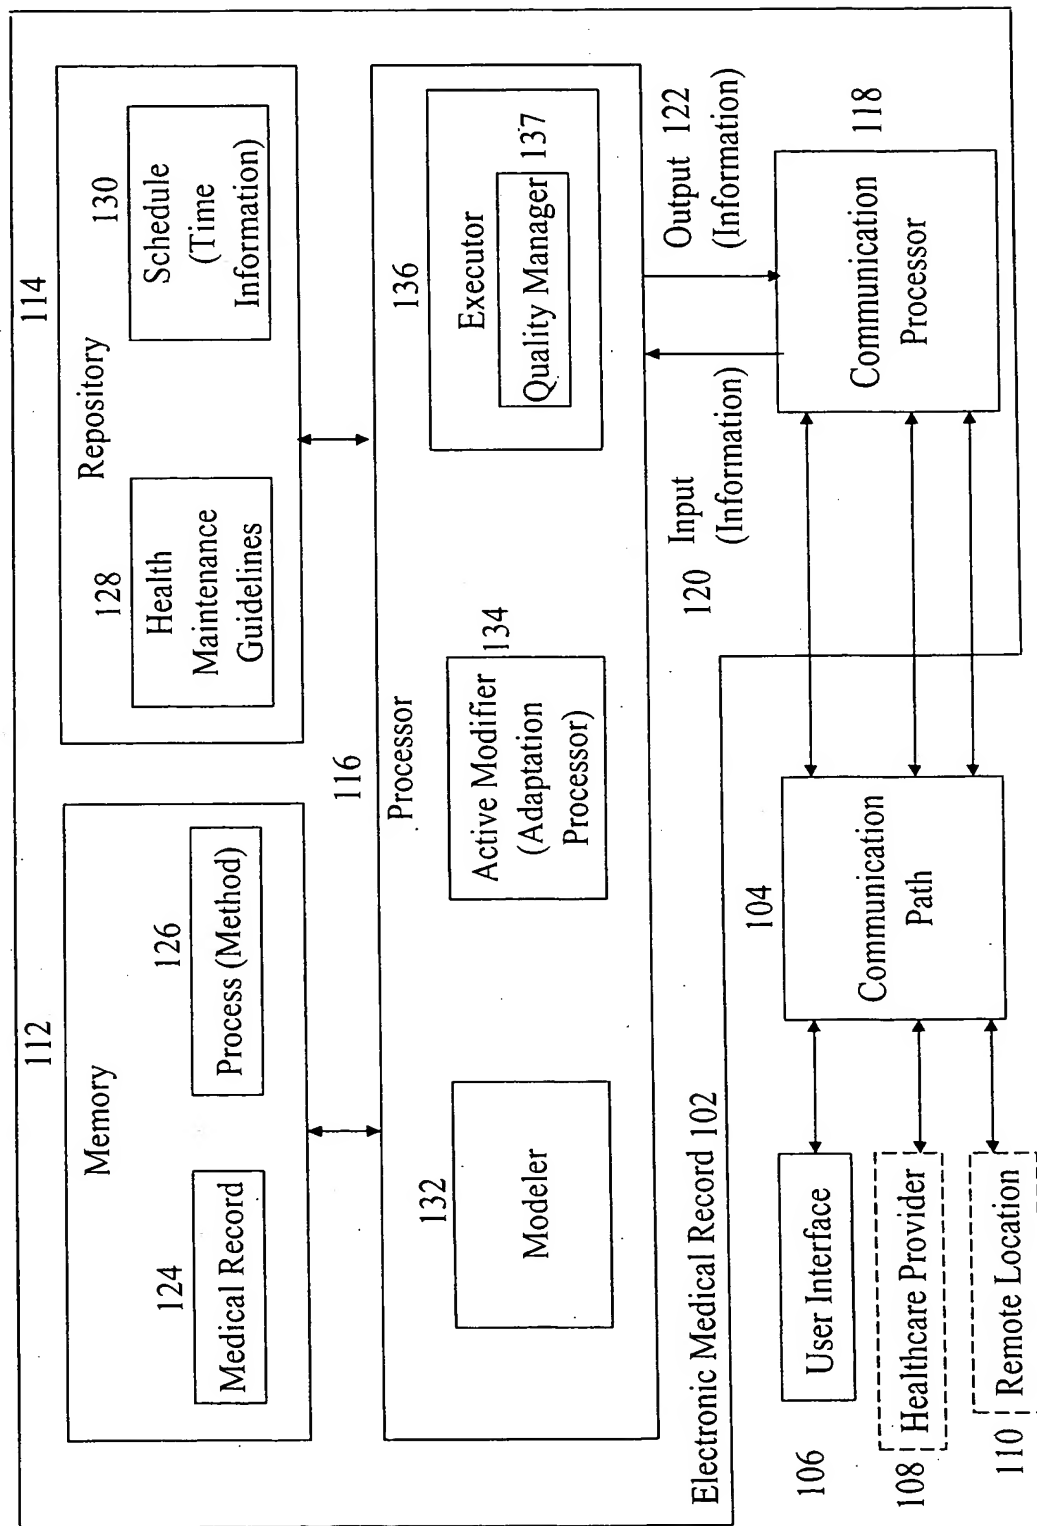 112
Memory
124
Medical Record
126
Process (Method)
114
Repository
128
Health
Maintenance
Guidelines
130
Schedule
(Time
Information)
116
Processor
132
Modeler
134
Active Modifier
(Adaptation
Processor)
136
Executor
137
Quality Manager
Electronic Medical Record 102
120
Input
(Information)
Output 122
(Information)
106
User Interface
108
Healthcare Provider
110
Remote Location
104
Communication
Path
118
Communication
Processor